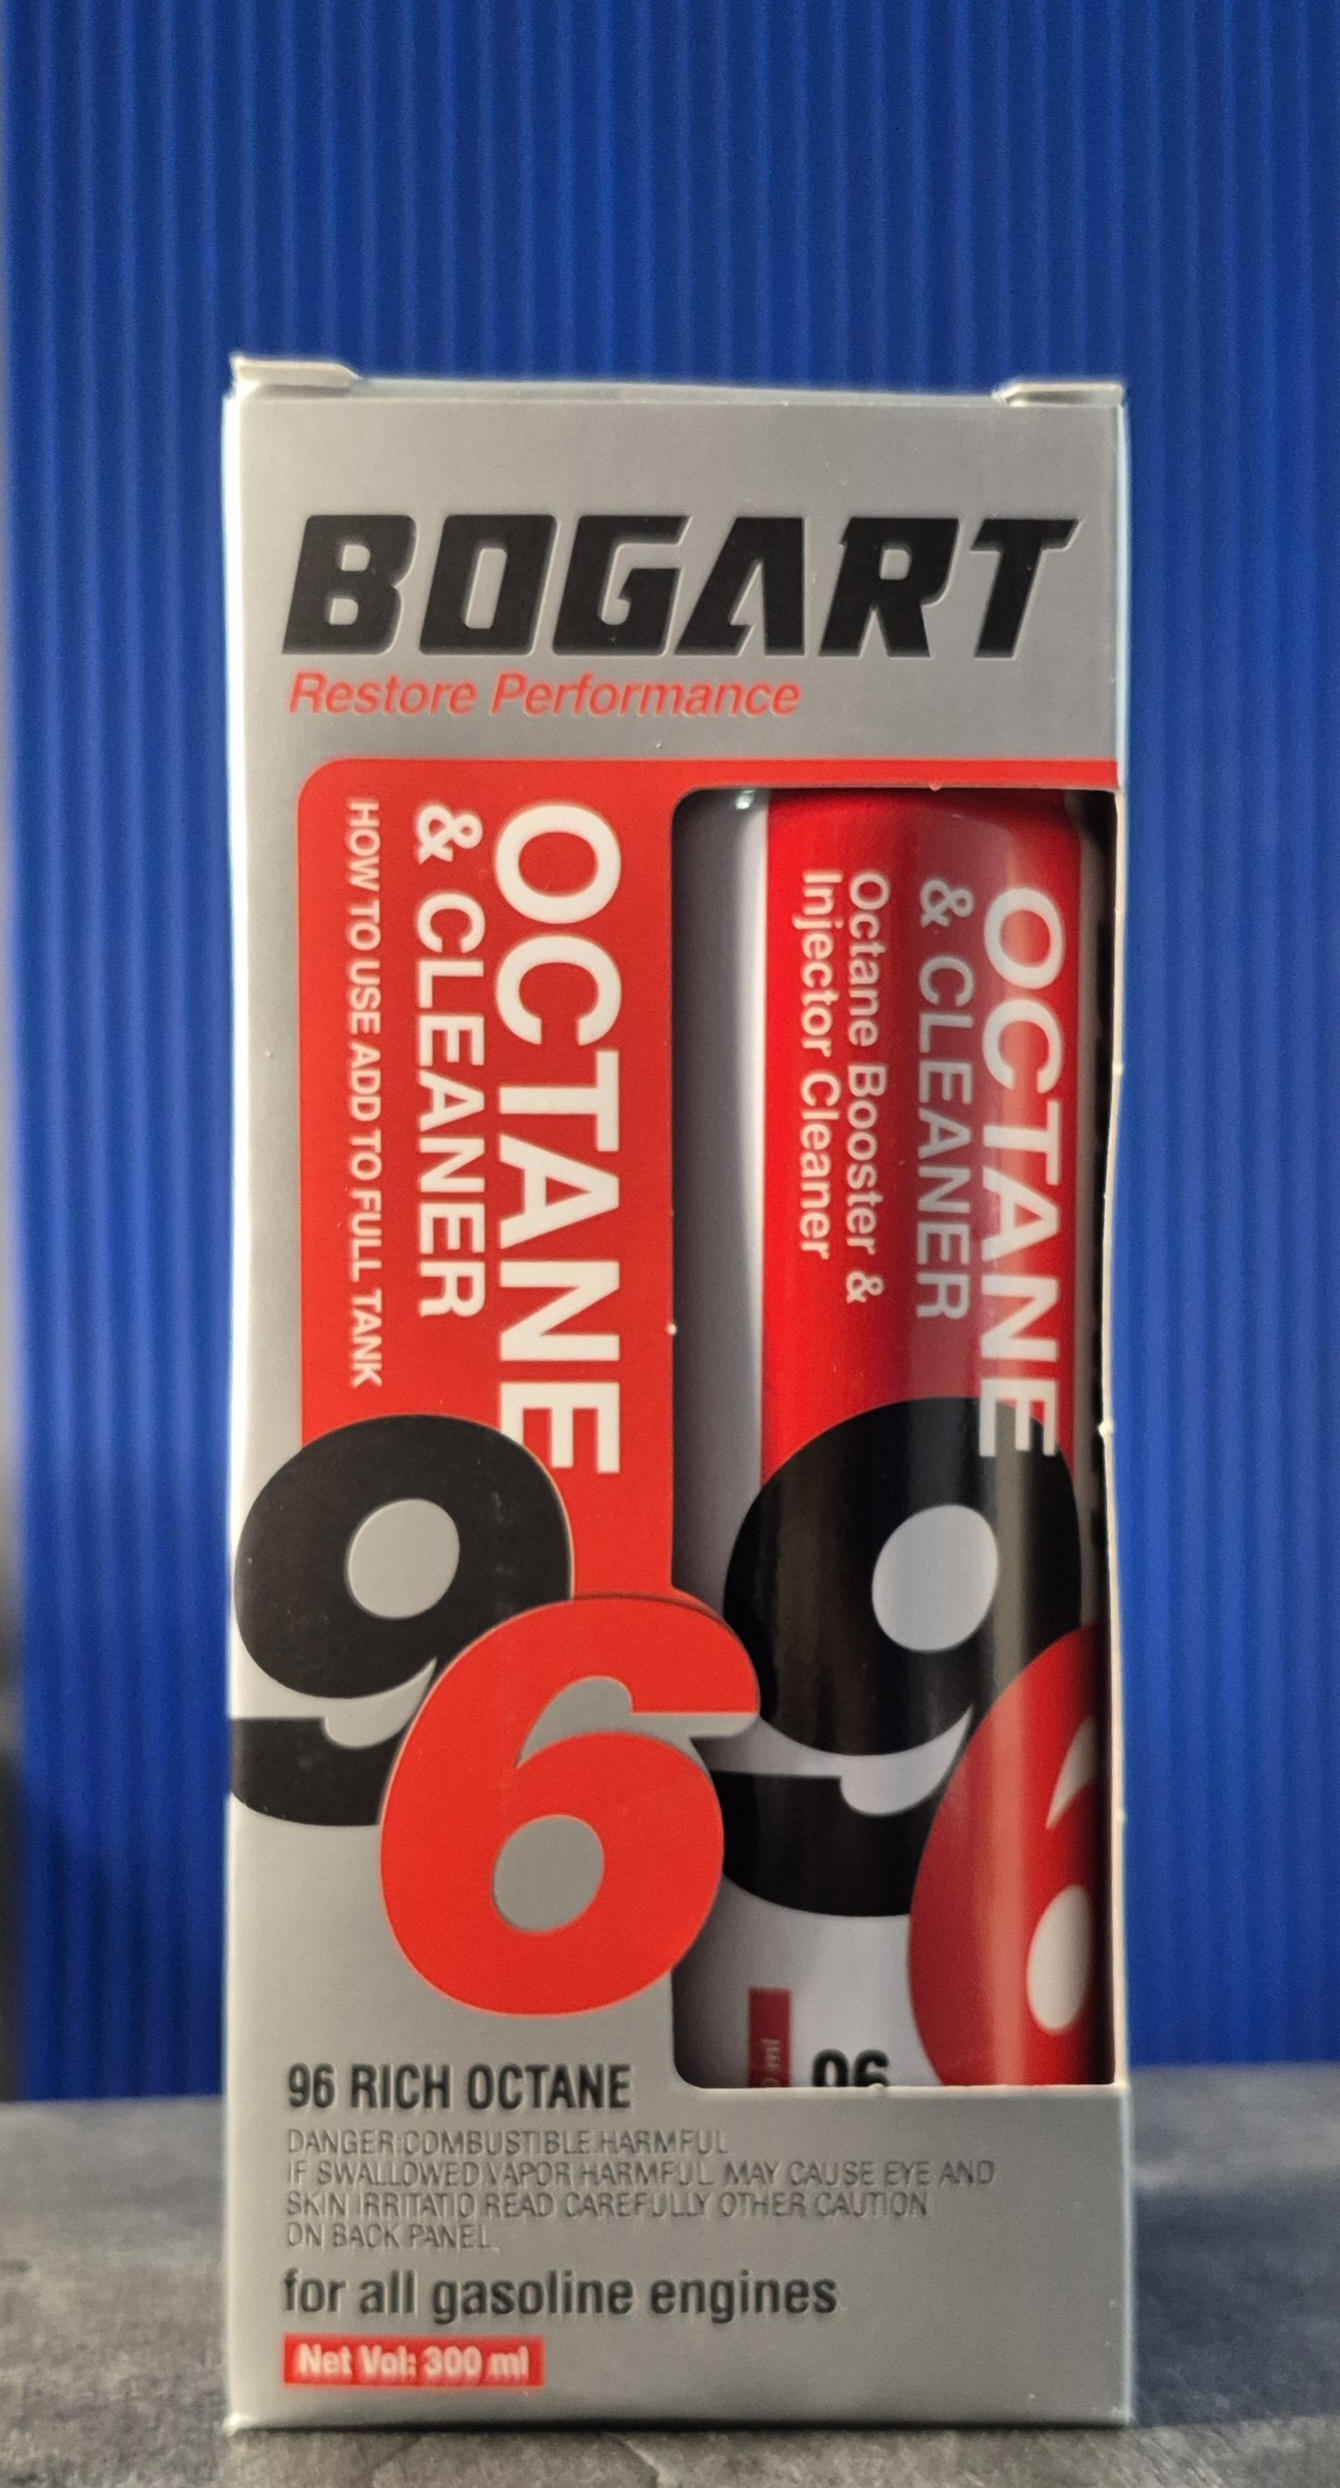 BOGART
Restore Performance
OCTANE
& CLEANER
HOW TO USE ADD TO FULL TANK
96
OCTANE
& CLEANER
Octane Booster &
Injector Cleaner
96
96
96 RICH OCTANE
DANGER:COMBUSTIBLE:HARMFUL
IF SWALLOWED.VAPOR HARMFUL. MAY CAUSE EYE AND
SKIN IRRITATIO READ CAREFULLY OTHER CAUTION
ON BACK PANEL.
for all gasoline engines
Net Vol: 300 ml